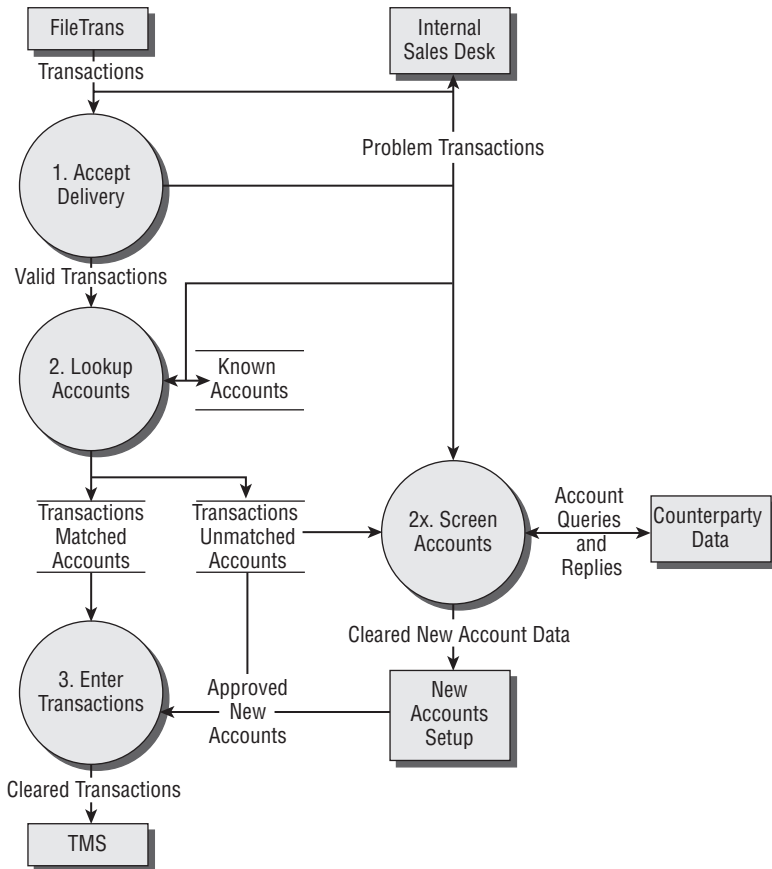 FileTrans
Internal
Sales Desk
Transactions
Problem Transactions
1. Accept
Delivery
Valid Transactions
2. Lookup
Accounts
Known
Accounts
Transactions
Matched
Accounts
Transactions
Unmatched
Accounts
2x. Screen
Accounts
Account
Queries
and
Replies
Counterparty
Data
Cleared New Account Data
3. Enter
Transactions
Approved
New
Accounts
New
Accounts
Setup
Cleared Transactions
TMS